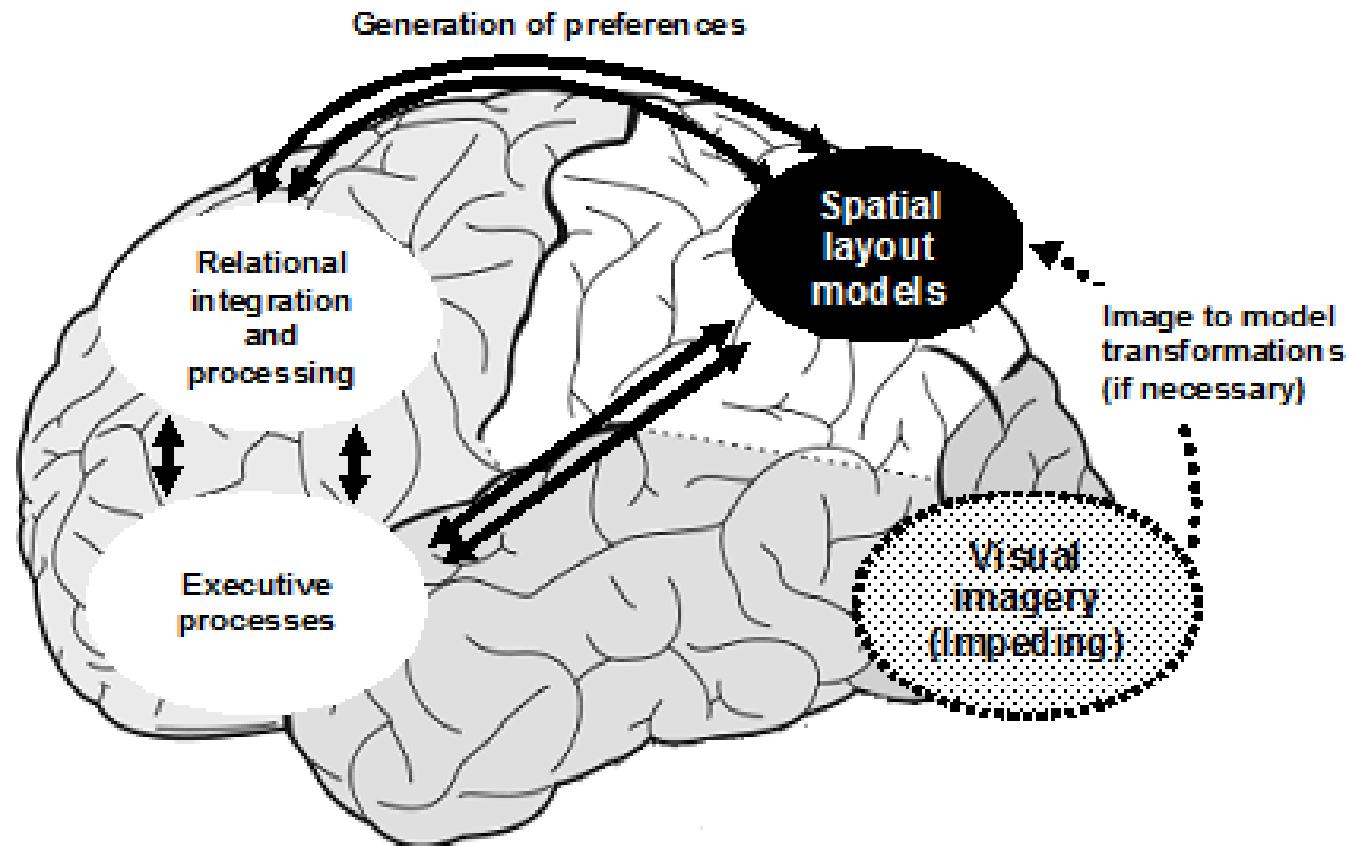 Generation of preferences
Spatial
layout
models
Relational
integration
and
processing
Image to model
transformations
(if necessary)
Executive
processes
Visual
imagery
(Impeding)